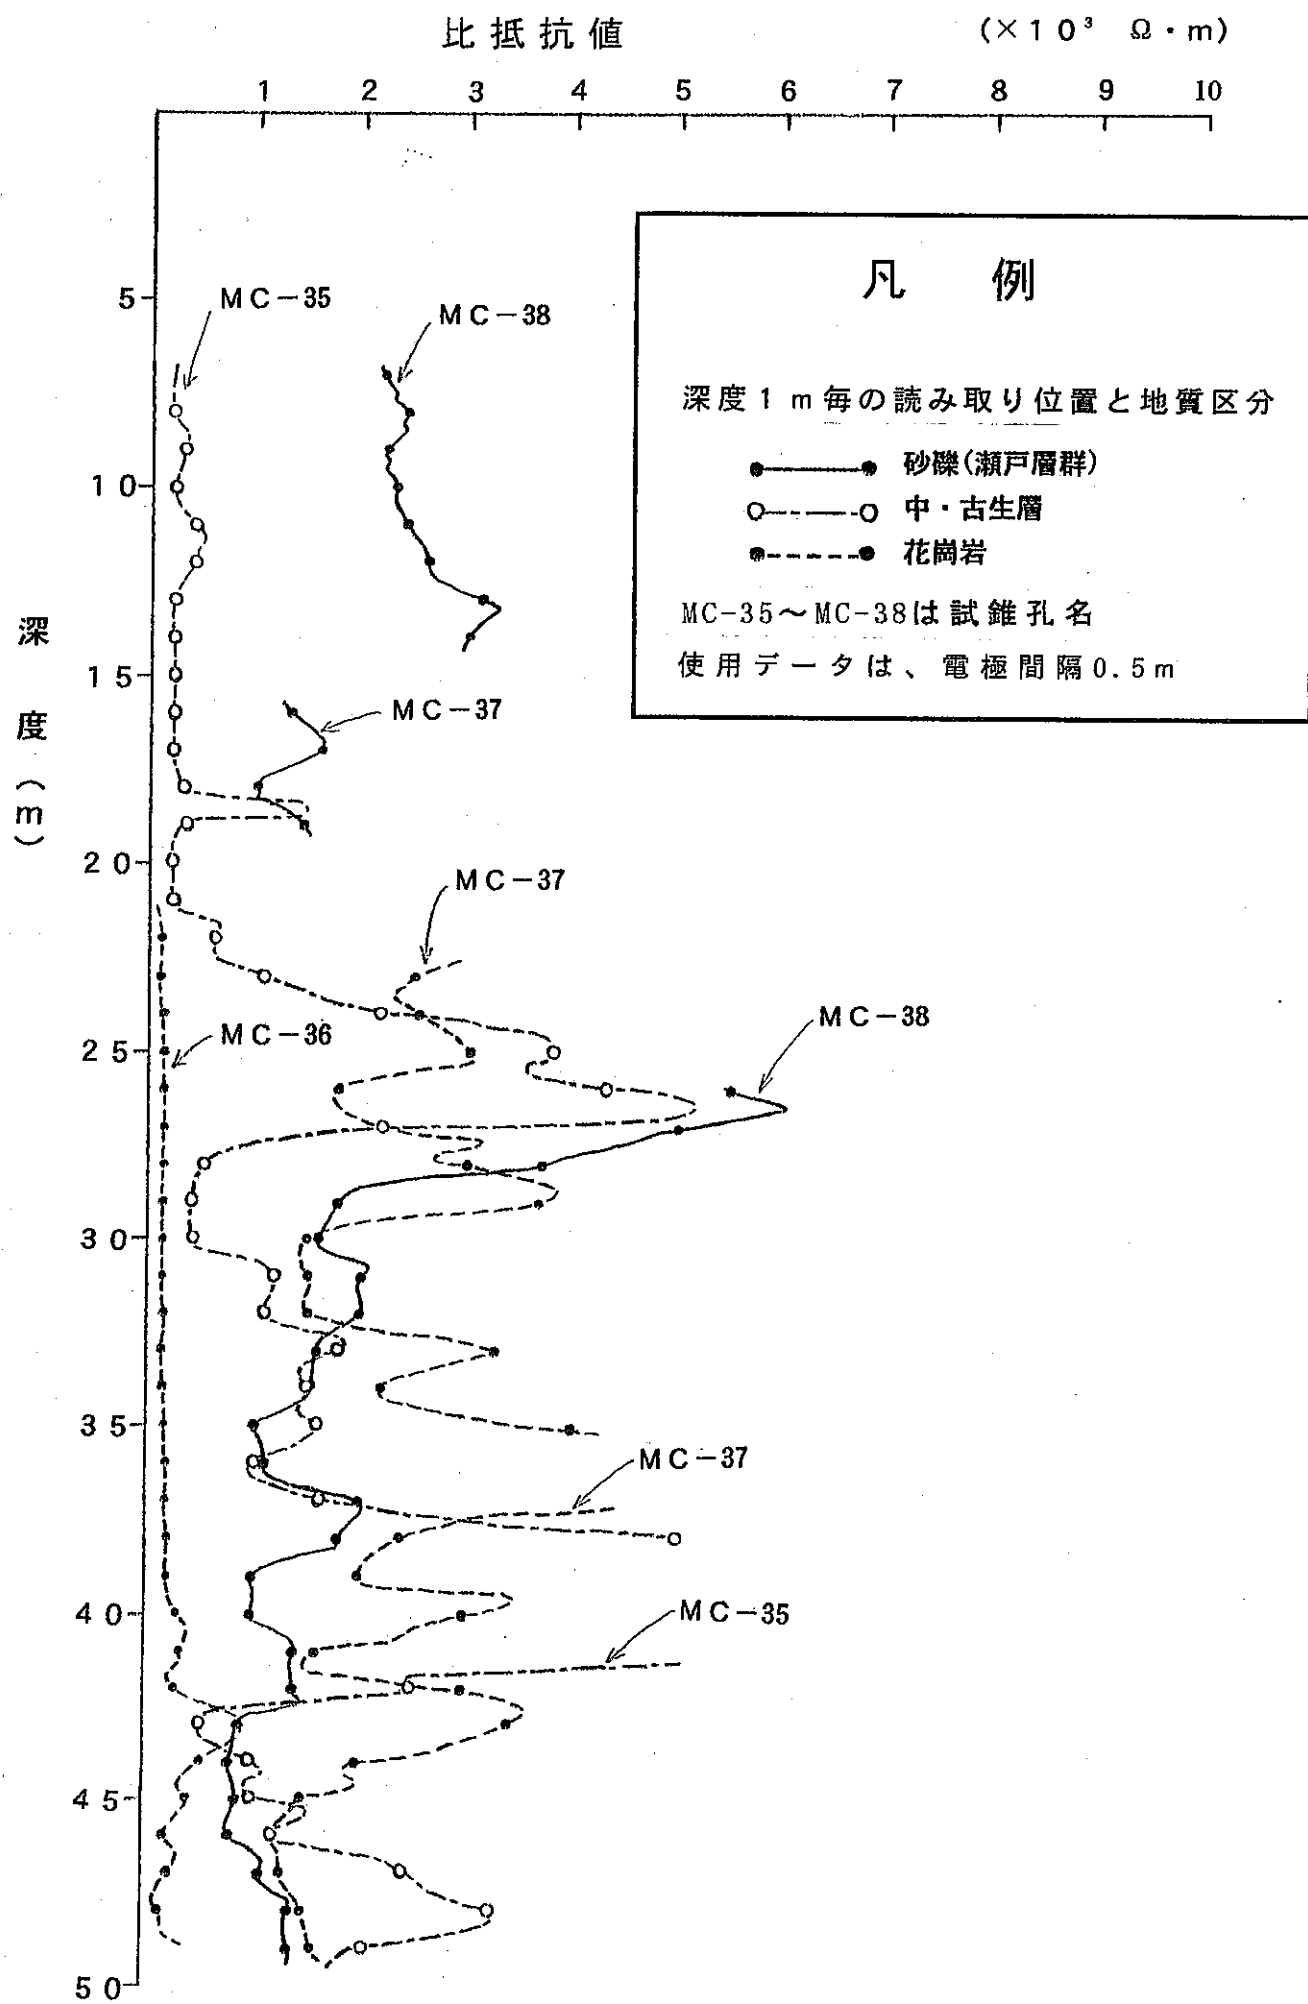 比抵抗値 (×10³ Ω・m)
1 2 3 4 5 6 7 8 9 10
凡 例
深度1m毎の読み取り位置と地質区分
砂礫(瀬戸層群)
中・古生層
花崗岩
MC-35～MC-38は試錐孔名
使用データは、電極間隔0.5m
深度(m)
5
10
15
20
25
30
35
40
45
50
MC-35
MC-38
MC-37
MC-37
MC-38
MC-36
MC-37
MC-35